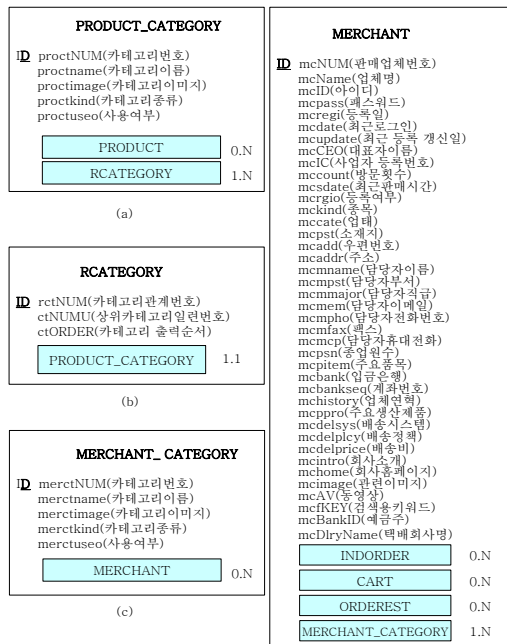 PRODUCT_CATEGORY
ID proctNUM(카테고리번호)
proctname(카테고리이름)
proctimage(카테고리이미지)
proctkind(카테고리종류)
proctuseo(사용여부)
PRODUCT 0.N
RCATEGORY 1.N
(a)
RCATEGORY
ID rctNUM(카테고리관계번호)
ctNUMU(상위카테고리일련번호)
ctORDER(카테고리 출력순서)
PRODUCT_CATEGORY 1.1
(b)
MERCHANT_ CATEGORY
ID merctNUM(카테고리번호)
merctname(카테고리이름)
merctimage(카테고리이미지)
merctkind(카테고리종류)
merctuseo(사용여부)
MERCHANT 0.N
(c)
MERCHANT
ID mcNUM(판매업체번호)
mcName(업체명)
mcID(아이디)
mcpass(패스워드)
mcregi(등록일)
mcdate(최근로그인)
mcupdate(최근 등록 갱신일)
mcCEO(대표자이름)
mcIC(사업자 등록번호)
mccount(방문횟수)
mcsdate(최근판매시간)
mcrgio(등록여부)
mckind(종목)
mccate(업태)
mcpst(소재지)
mcadd(우편번호)
mcaddr(주소)
mcmname(담당자이름)
mcmpst(담당자부서)
mcmmajor(담당자직급)
mcmem(담당자이메일)
mcmpho(담당자전화번호)
mcmfax(팩스)
mcmcp(담당자휴대전화)
mcpsn(종업원수)
mcpitem(주요품목)
mcbank(입금은행)
mcbankseq(계좌번호)
mchistory(업체연혁)
mcppro(주요생산제품)
mcdelsys(배송시스템)
mcdelplcy(배송정책)
mcdelprice(배송비)
mcintro(회사소개)
mchome(회사홈페이지)
mcimage(관련이미지)
mcAV(동영상)
mcfKEY(검색용키워드)
mcBankID(예금주)
mcDlryName(택배회사명)
INDORDER 0.N
CART 0.N
ORDEREST 0.N
MERCHANT_CATEGORY 1.N